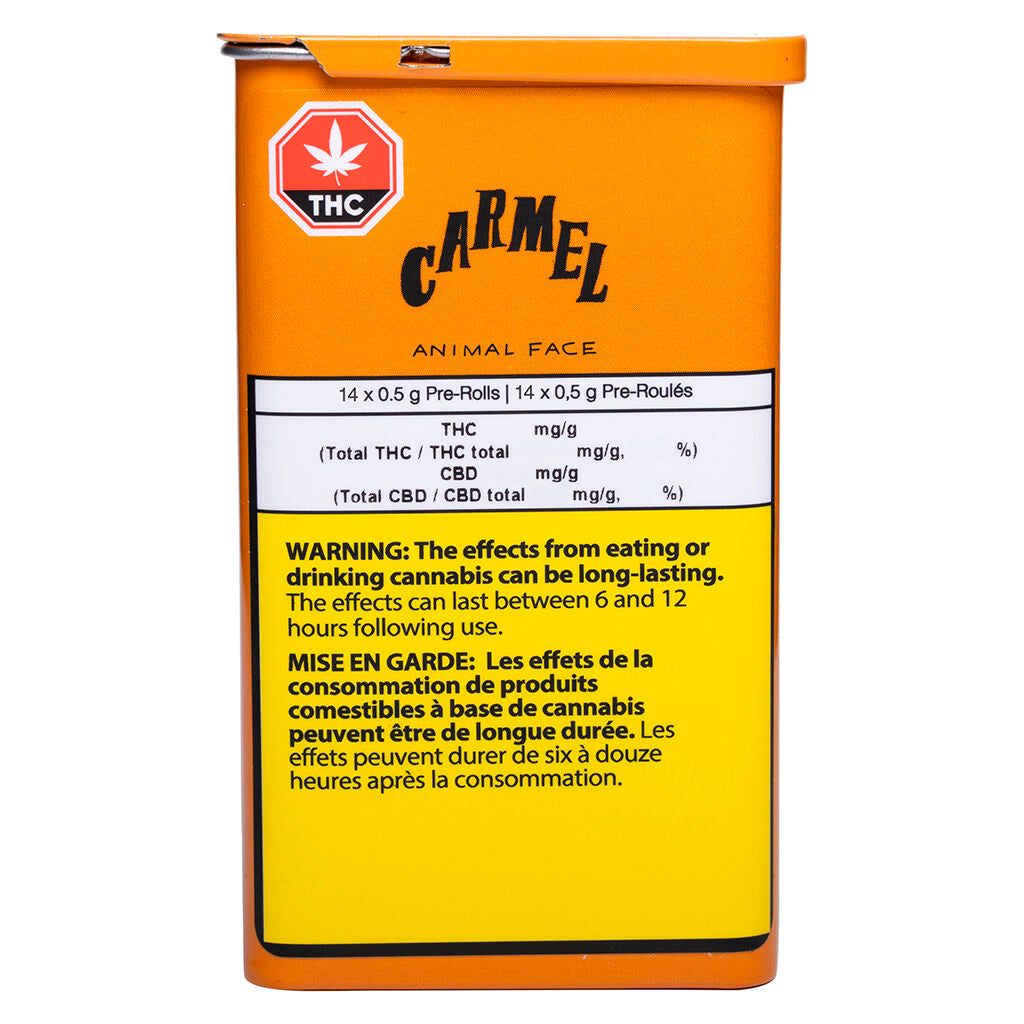 THC
CARMEL
ANIMAL FACE
14 x 0.5 g Pre-Rolls | 14 x 0,5 g Pre-Roulés
THC mg/g
(Total THC / THC total mg/g, %)
CBD mg/g
(Total CBD / CBD total mg/g, %)
WARNING: The effects from eating or
drinking cannabis can be long-lasting.
The effects can last between 6 and 12
hours following use.
MISE EN GARDE: Les effets de la
consommation de produits
comestibles à base de cannabis
peuvent être de longue durée. Les
effets peuvent durer de six à douze
heures après la consommation.